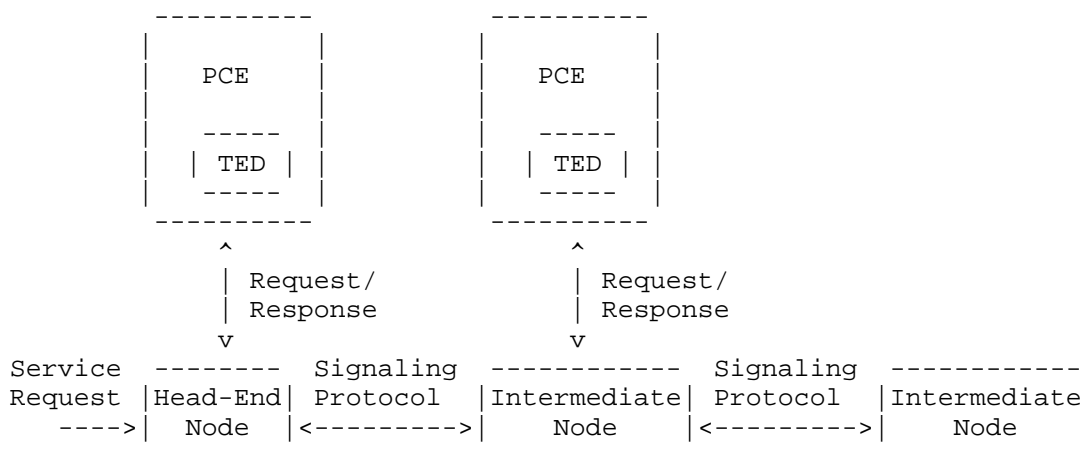 PCE PCE
TED TED
Request/ Request/
Response Response
Service Signaling Signaling
Request Head-End Protocol Intermediate Protocol Intermediate
Node Node Node